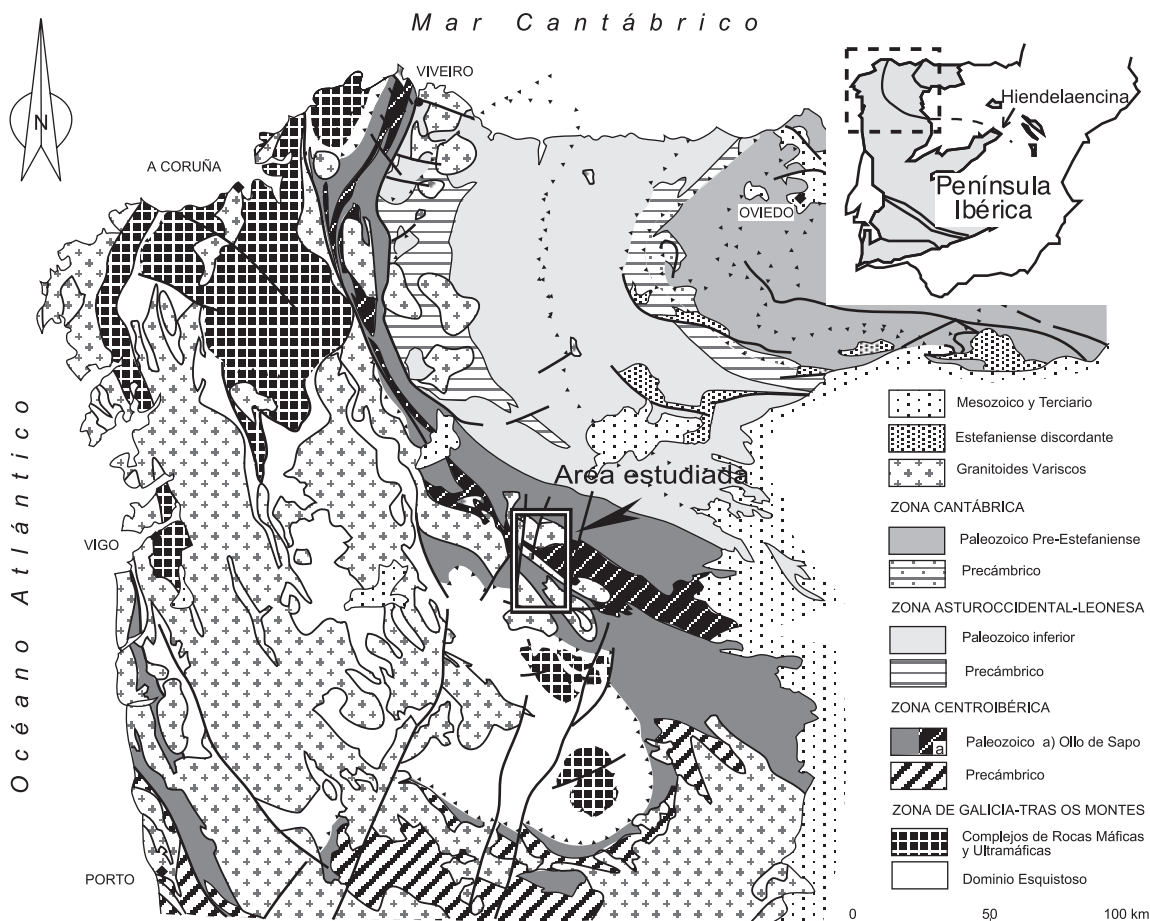 Mar Cantábrico
VIVEIRO
N
A CORUÑA
OVIEDO
Hiendelaencina
Península
Ibérica
Area estudiada
VIGO
PORTO
Océano Atlántico
Mesozoico y Terciario
Estefaniense discordante
Granitoides Variscos
ZONA CANTÁBRICA
Paleozoico Pre-Estefaniense
Precámbrico
ZONA ASTUROCCIDENTAL-LEONESA
Paleozoico inferior
Precámbrico
ZONA CENTROIBÉRICA
a
Paleozoico a) Ollo de Sapo
Precámbrico
ZONA DE GALICIA-TRAS OS MONTES
Complejos de Rocas Máficas
y Ultramáficas
Dominio Esquistoso
0 50 100 km